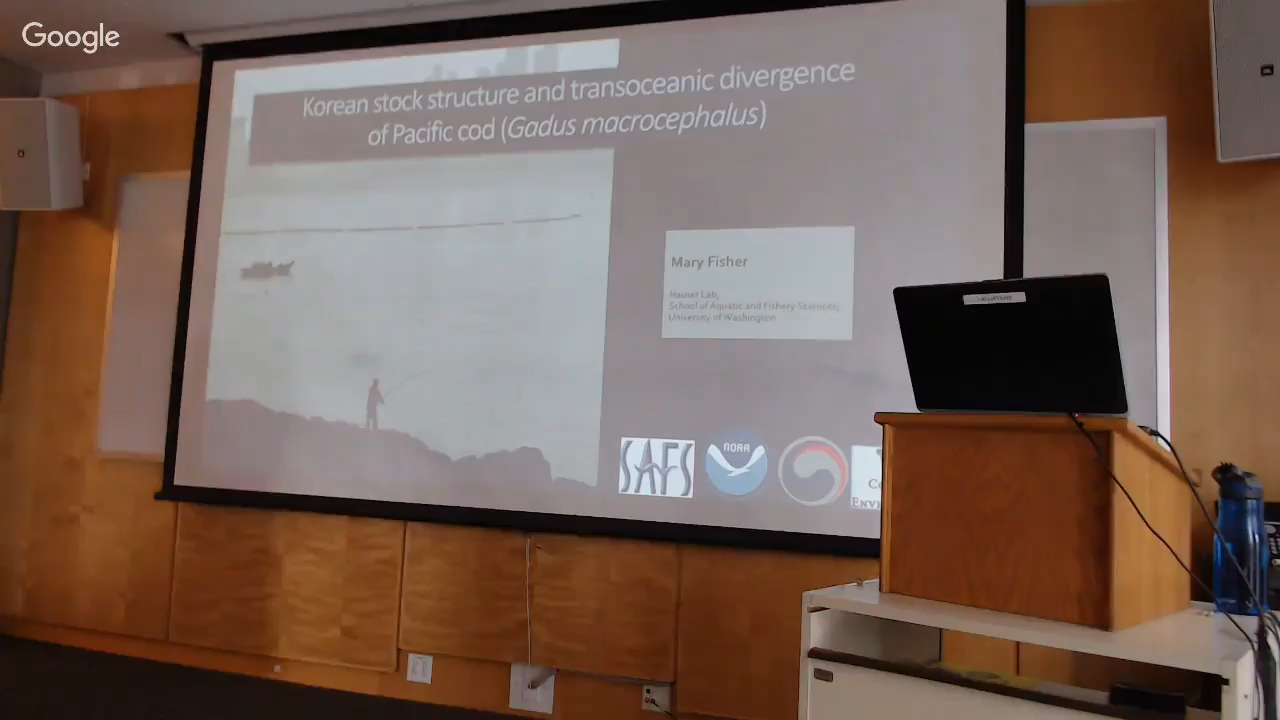 Google
Korean stock structure and transoceanic divergence
of Pacific cod (Gadus macrocephalus)
Mary Fisher
Hauser Lab,
School of Aquatic and Fishery Sciences,
University of Washington
SAFS
NOAA